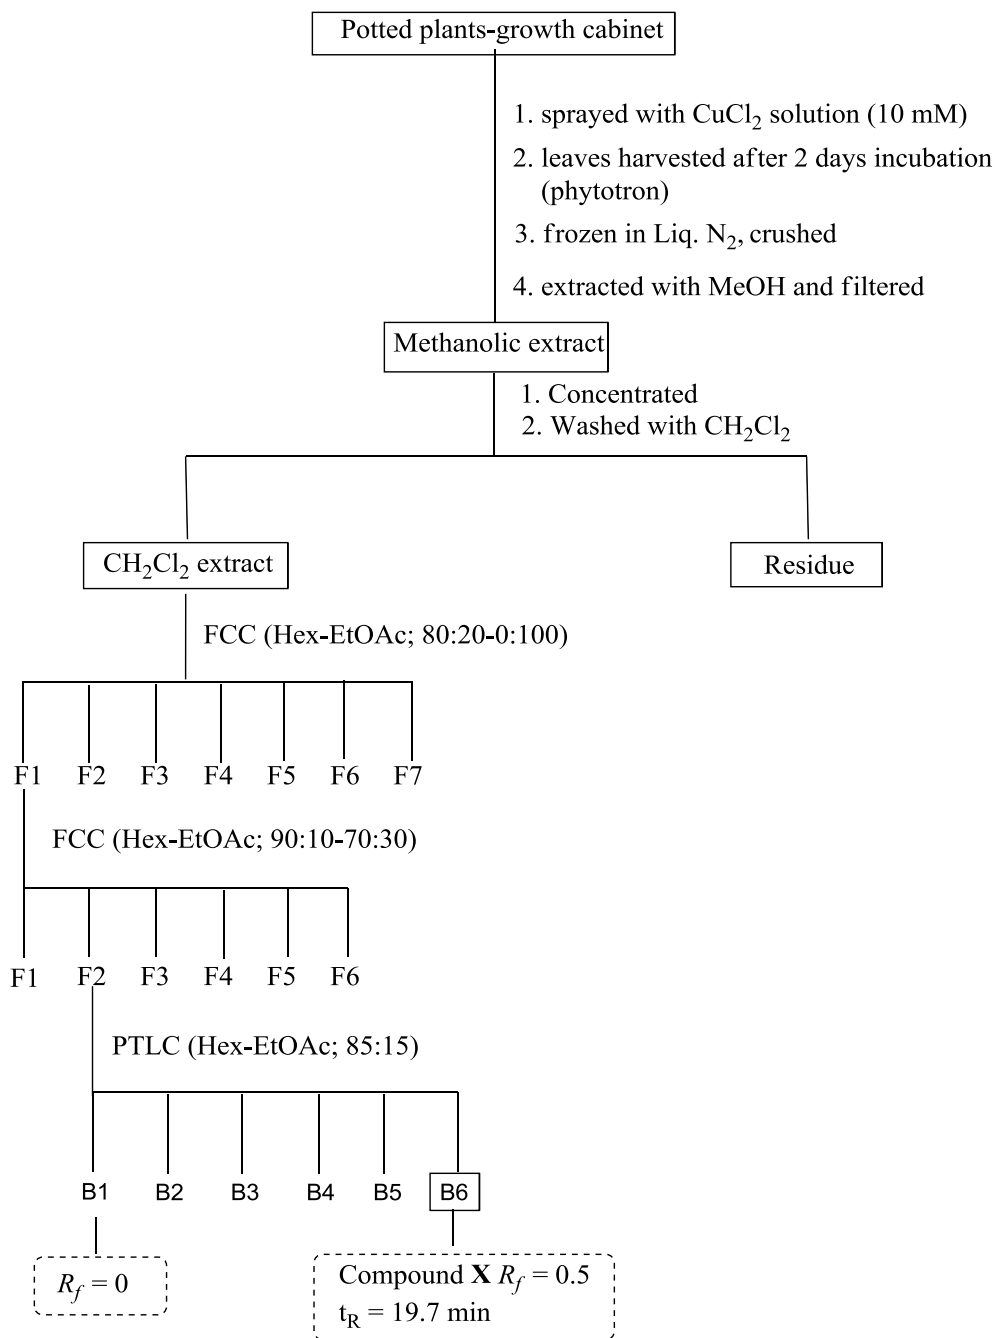 Potted plants-growth cabinet
1. sprayed with CuCl₂ solution (10 mM)
2. leaves harvested after 2 days incubation
(phytotron)
3. frozen in Liq. N₂, crushed
4. extracted with MeOH and filtered
Methanolic extract
1. Concentrated
2. Washed with CH₂Cl₂
CH₂Cl₂ extract
Residue
FCC (Hex-EtOAc; 80:20-0:100)
F1 F2 F3 F4 F5 F6 F7
FCC (Hex-EtOAc; 90:10-70:30)
F1 F2 F3 F4 F5 F6
PTLC (Hex-EtOAc; 85:15)
B1 B2 B3 B4 B5 B6
R_f = 0
Compound X R_f = 0.5
t_R = 19.7 min